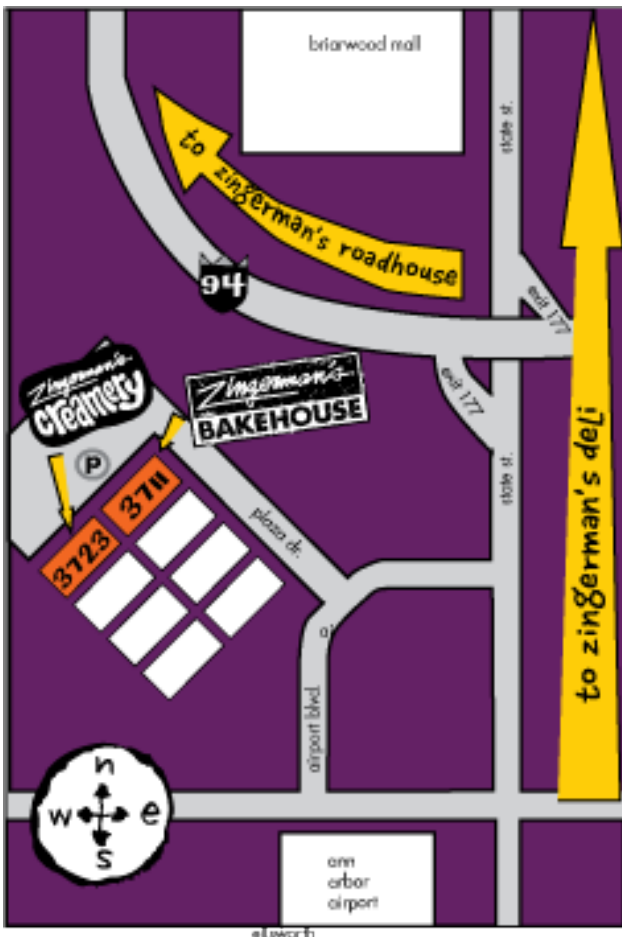 briarwood mall
state st.
to zingerman's roadhouse
94
exit 177
exit 177
Zingerman's
creamery
Zingerman's
BAKEHOUSE
P
3711
3723
plaza dr.
state st.
to zingerman's deli
airport blvd.
n
w e
s
ann
arbor
airport
ellsworth